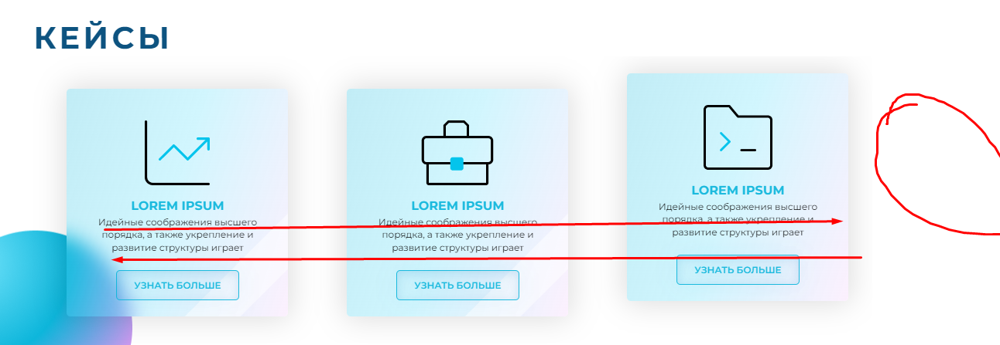 КЕЙСЫ
LOREM IPSUM
Идейные соображения высшего
порядка, а также укрепление и
развитие структуры играет
УЗНАТЬ БОЛЬШЕ
LOREM IPSUM
Идейные соображения высшего
порядка, а также укрепление и
развитие структуры играет
УЗНАТЬ БОЛЬШЕ
LOREM IPSUM
Идейные соображения высшего
порядка, а также укрепление и
развитие структуры играет
УЗНАТЬ БОЛЬШЕ